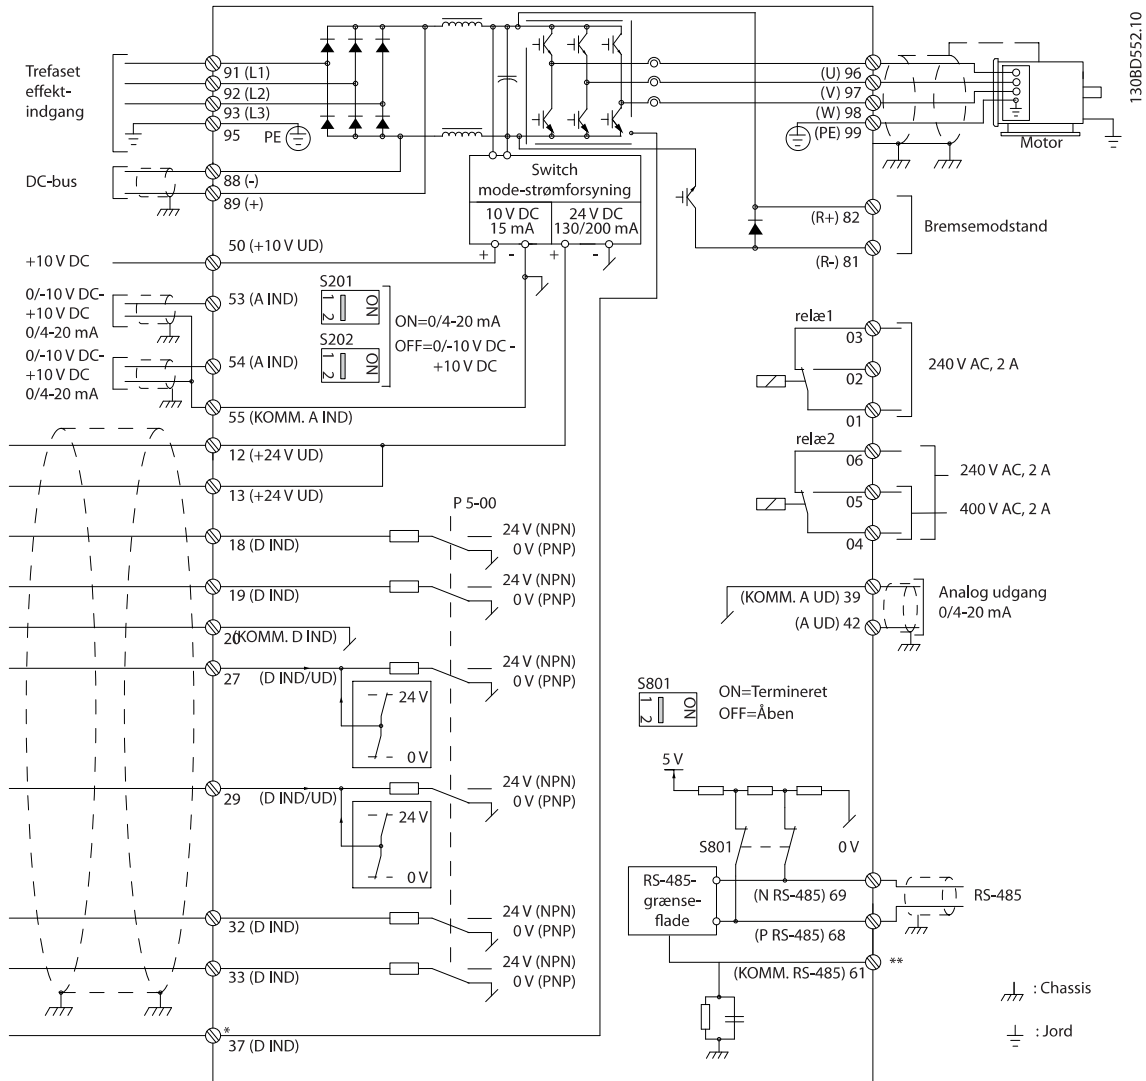 130BD552.10
Trefaset
effekt-
indgang
91 (L1)
92 (L2)
93 (L3)
95
PE
DC-bus
88 (-)
89 (+)
50 (+10 V UD)
+10 V DC
0/-10 V DC-
+10 V DC
0/4-20 mA
53 (A IND)
0/-10 V DC-
+10 V DC
0/4-20 mA
54 (A IND)
55 (KOMM. A IND)
12 (+24 V UD)
13 (+24 V UD)
18 (D IND)
19 (D IND)
20 (KOMM. D IND)
27
(D IND/UD)
29
(D IND/UD)
32 (D IND)
33 (D IND)
*
37 (D IND)
Switch
mode-strømforsyning
10 V DC
15 mA
24 V DC
130/200 mA
+
-
+
-
S201
1
2
ON
S202
1
2
ON
ON=0/4-20 mA
OFF=0/-10 V DC -
+10 V DC
P 5-00
24 V (NPN)
0 V (PNP)
24 V (NPN)
0 V (PNP)
24 V (NPN)
0 V (PNP)
24 V
0 V
24 V (NPN)
0 V (PNP)
24 V
0 V
24 V (NPN)
0 V (PNP)
24 V (NPN)
0 V (PNP)
(U) 96
(V) 97
(W) 98
(PE) 99
Motor
(R+) 82
(R-) 81
Bremsemodstand
relæ1
03
02
01
240 V AC, 2 A
relæ2
06
05
04
240 V AC, 2 A
400 V AC, 2 A
(KOMM. A UD) 39
(A UD) 42
Analog udgang
0/4-20 mA
S801
1
2
ON
ON=Termineret
OFF=Åben
5 V
S801
0 V
RS-485-
grænse-
flade
(N RS-485) 69
(P RS-485) 68
(KOMM. RS-485) 61
RS-485
**
: Chassis
: Jord